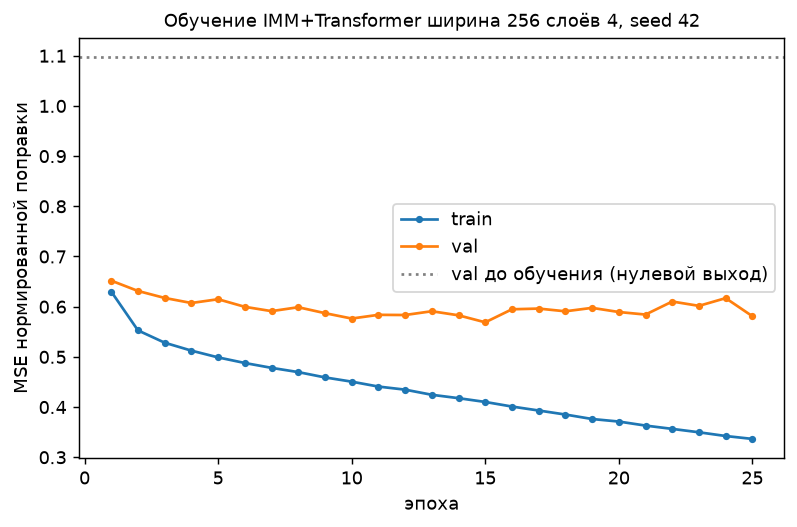 Обучение IMM+Transformer ширина 256 слоёв 4, seed 42
MSE нормированной поправки
1.1
1.0
0.9
0.8
0.7
0.6
0.5
0.4
0.3
train
val
val до обучения (нулевой выход)
0
5
10
15
20
25
эпоха